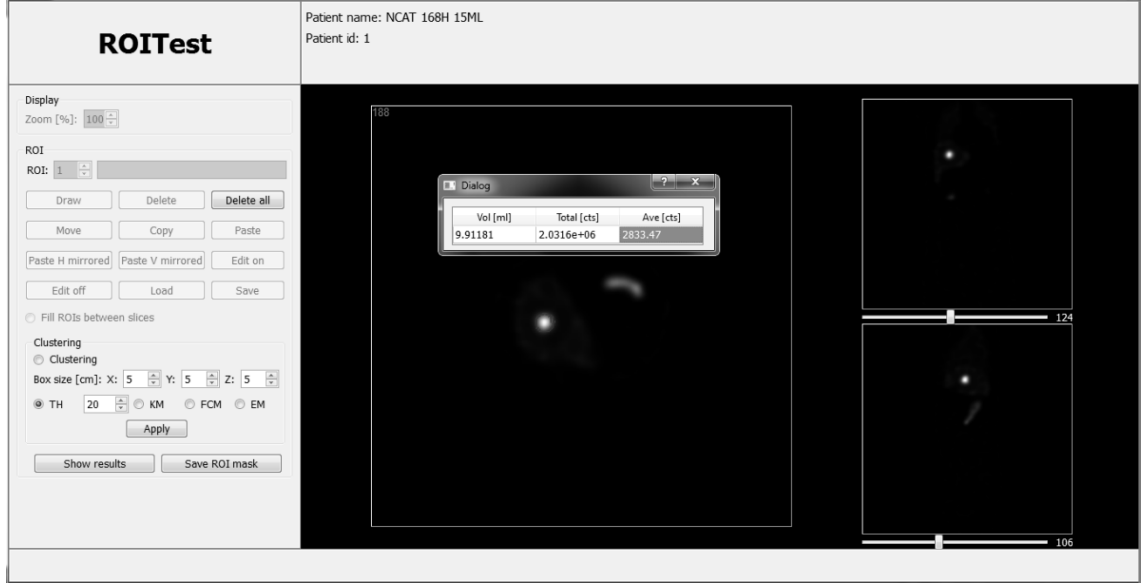 ROITest
Patient name: NCAT 168H 15ML
Patient id: 1
Display
Zoom [%]: 100
ROI
ROI: 1
Draw Delete Delete all
Move Copy Paste
Paste H mirrored Paste V mirrored Edit on
Edit off Load Save
Fill ROIs between slices
Clustering
Clustering
Box size [cm]: X: 5 Y: 5 Z: 5
TH 20 KM FCM EM
Apply
Show results Save ROI mask
188
Dialog ? X
Vol [ml] Total [cts] Ave [cts]
9.91181 2.0316e+06 2833.47
124
106